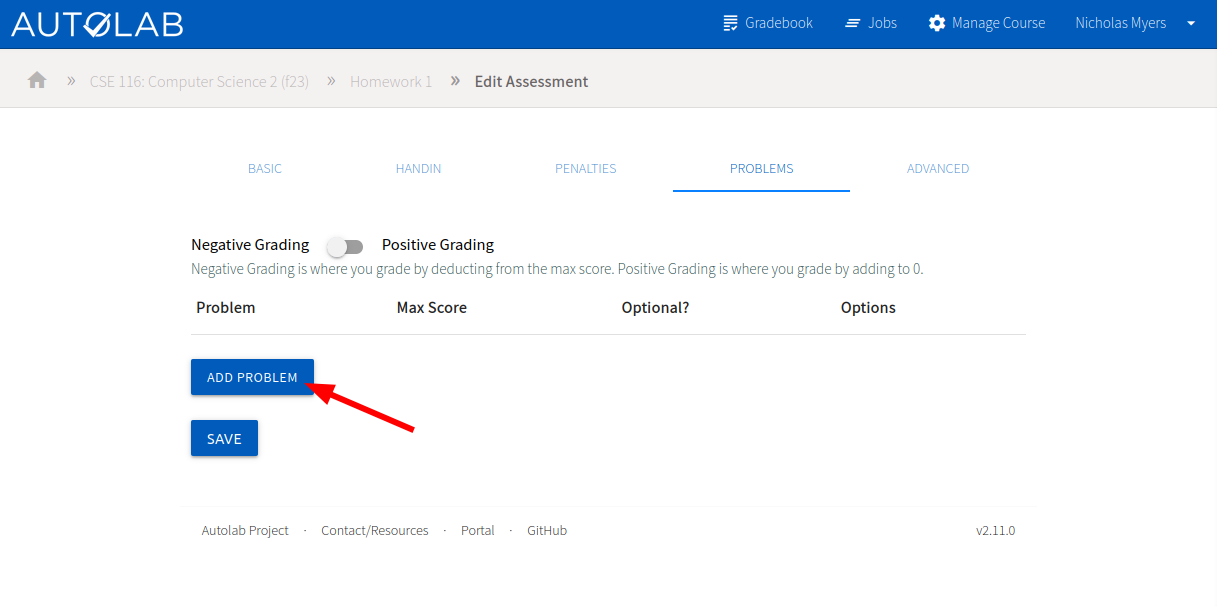 AUTOLAB Gradebook Jobs Manage Course Nicholas Myers
» CSE 116: Computer Science 2 (f23) » Homework 1 » Edit Assessment
BASIC HANDIN PENALTIES PROBLEMS ADVANCED
Negative Grading Positive Grading
Negative Grading is where you grade by deducting from the max score. Positive Grading is where you grade by adding to 0.
Problem Max Score Optional? Options
ADD PROBLEM
SAVE
Autolab Project · Contact/Resources · Portal · GitHub v2.11.0